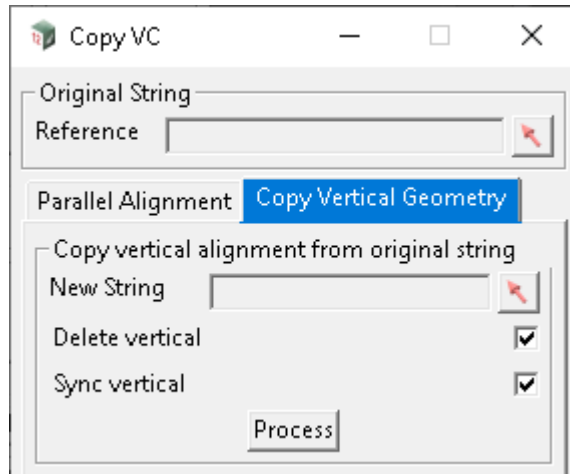 Copy VC
Original String
Reference
Parallel Alignment Copy Vertical Geometry
Copy vertical alignment from original string
New String
Delete vertical
Sync vertical
Process